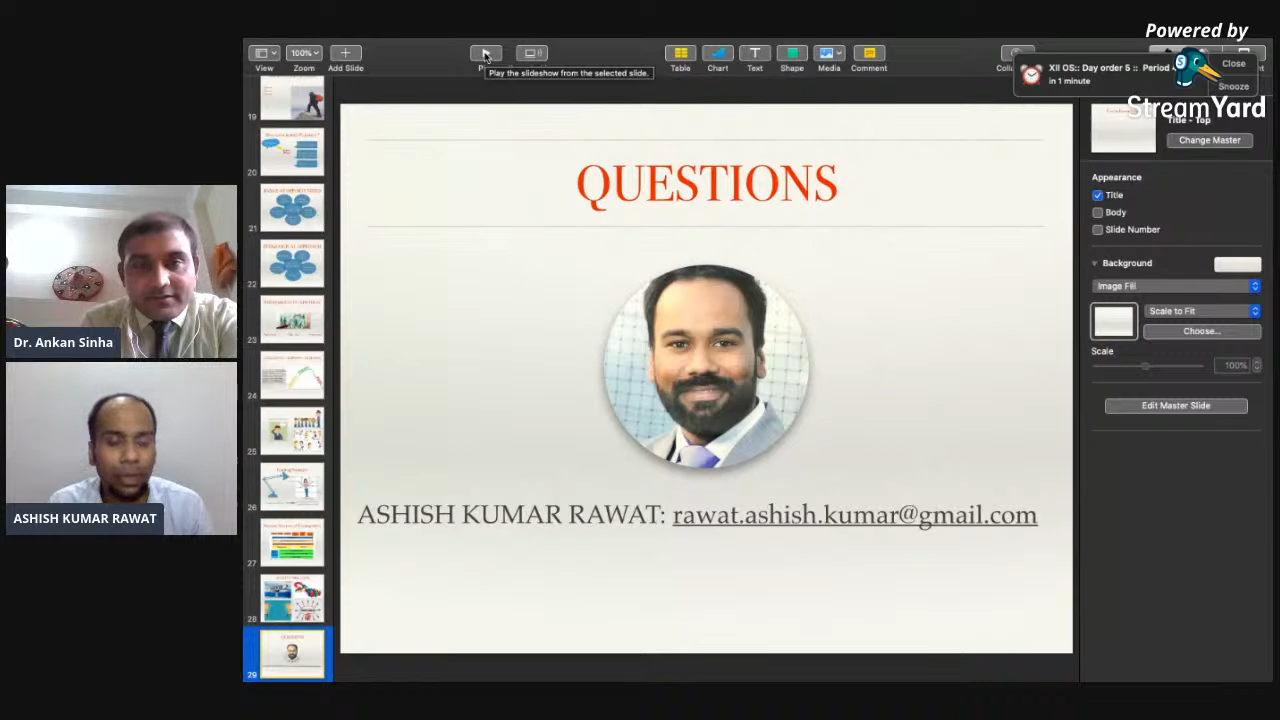 Powered by
StreamYard
View
100%
Zoom
Add Slide
Play the slideshow from the selected slide.
Table
Chart
Text
Shape
Media
Comment
XII OS:: Day order 5 :: Period
in 1 minute
Close
Snooze
Title - Top
Change Master
Appearance
Title
Body
Slide Number
Background
Image Fill
Scale to Fit
Choose...
Scale
100%
Edit Master Slide
19
20
21
22
23
24
25
26
27
28
29
QUESTIONS
ASHISH KUMAR RAWAT: rawat.ashish.kumar@gmail.com
Dr. Ankan Sinha
ASHISH KUMAR RAWAT